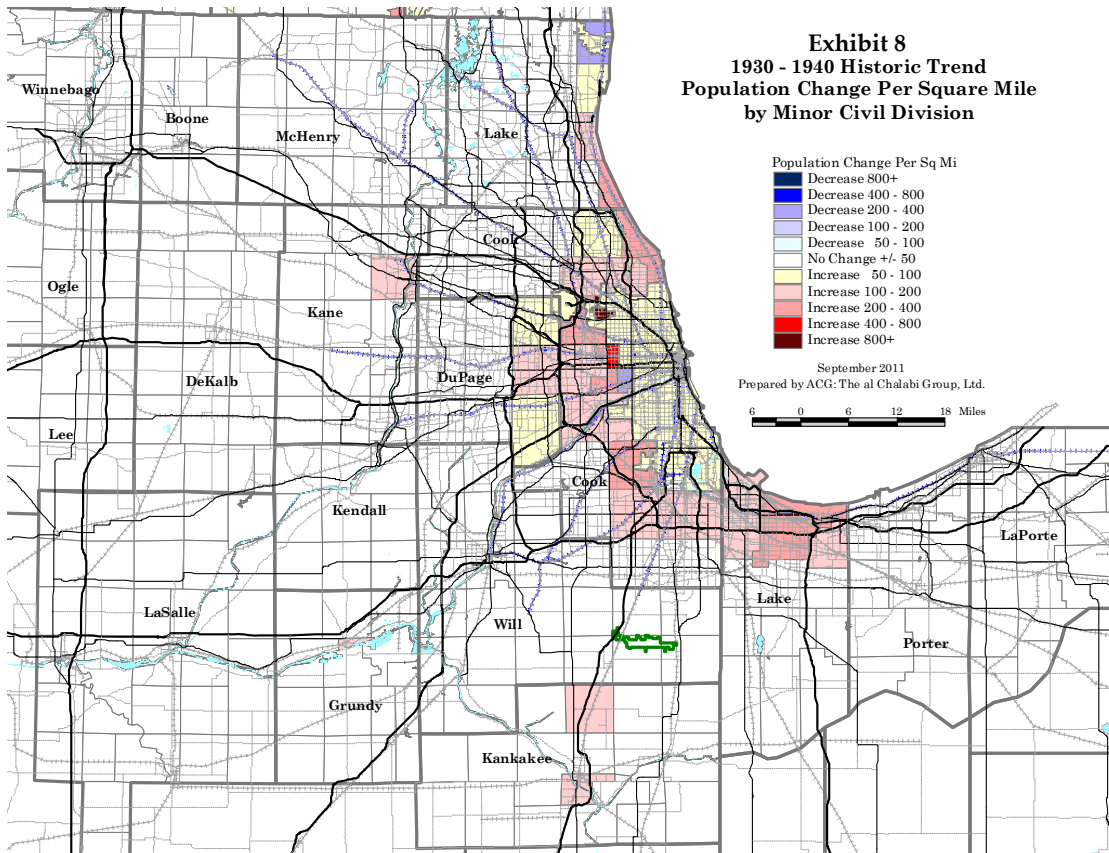 Exhibit 8
1930 - 1940 Historic Trend
Population Change Per Square Mile
by Minor Civil Division
Population Change Per Sq Mi
Decrease 800+
Decrease 400 - 800
Decrease 200 - 400
Decrease 100 - 200
Decrease 50 - 100
No Change +/- 50
Increase 50 - 100
Increase 100 - 200
Increase 200 - 400
Increase 400 - 800
Increase 800+
September 2011
Prepared by ACG: The al Chalabi Group, Ltd.
6 0 6 12 18 Miles
Winnebago
Boone
McHenry
Lake
Cook
Ogle
Kane
DeKalb
DuPage
Lee
Cook
Kendall
LaPorte
LaSalle
Lake
Will
Porter
Grundy
Kankakee